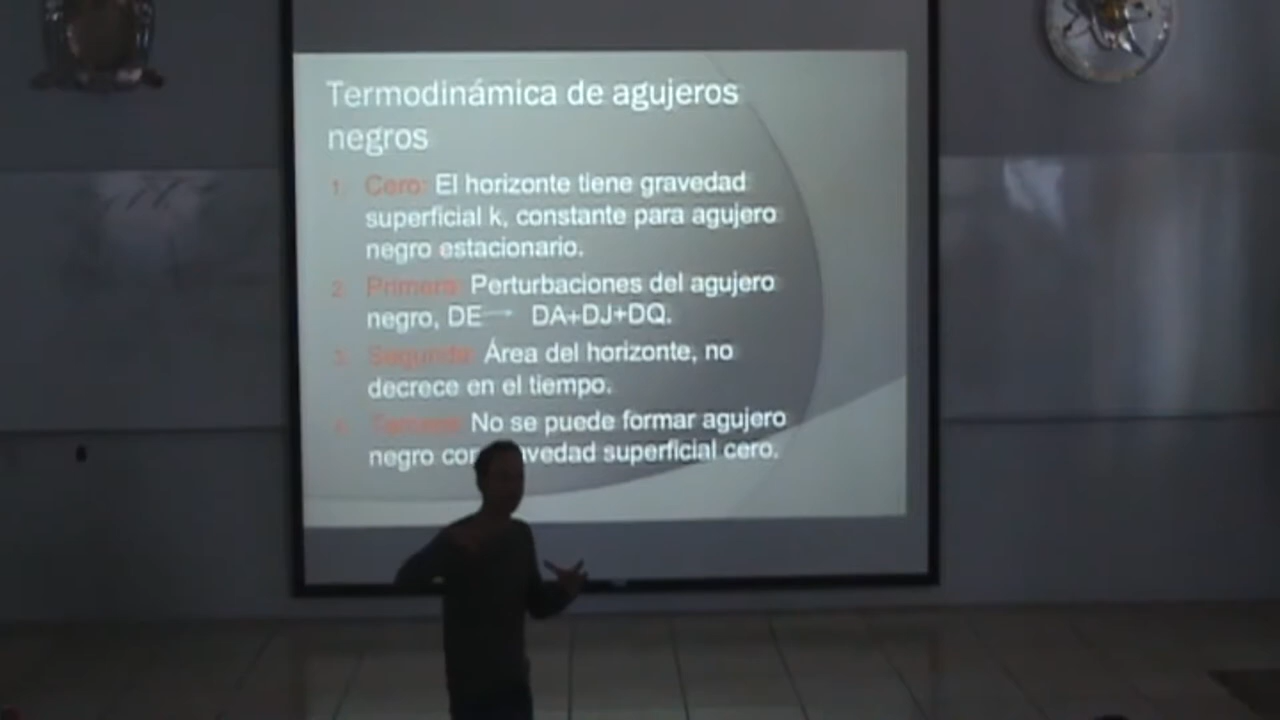 Termodinámica de agujeros
negros
1. Cero: El horizonte tiene gravedad
superficial k, constante para agujero
negro estacionario.
2. Primera: Perturbaciones del agujero
negro, DE → DA+DJ+DQ.
3. Segunda: Área del horizonte, no
decrece en el tiempo.
4. Tercera: No se puede formar agujero
negro con superficial cero.